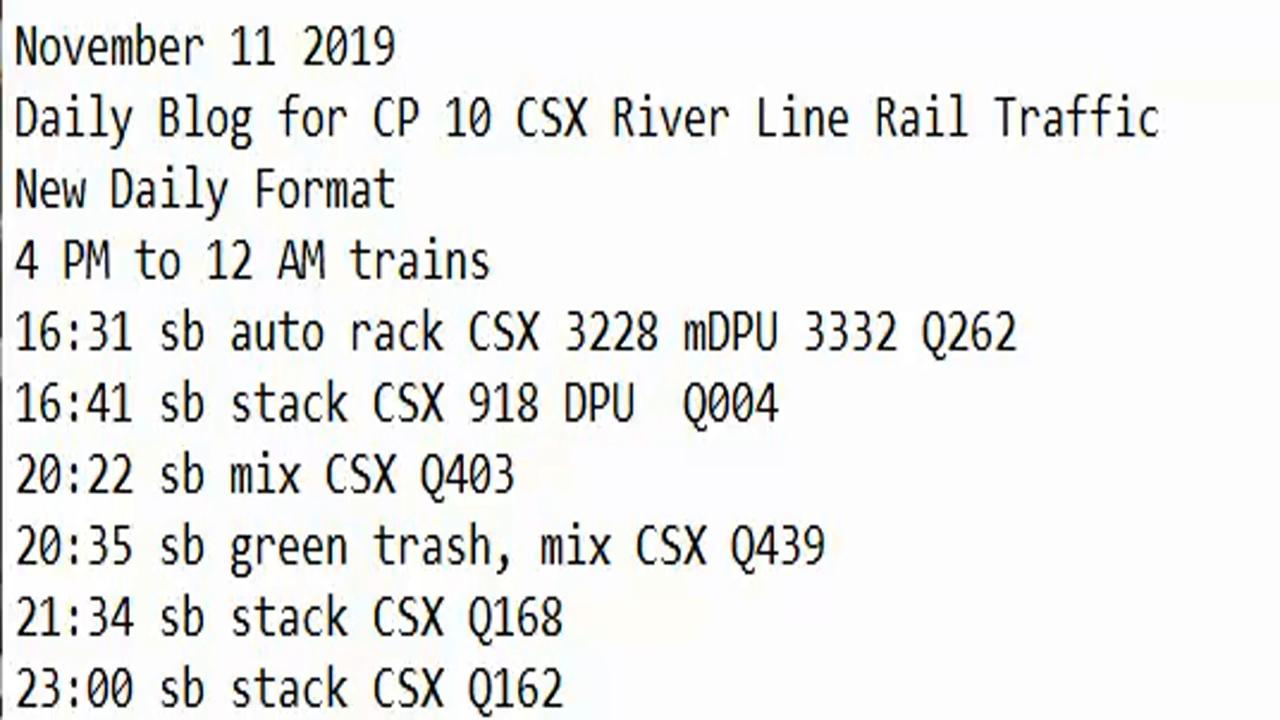 November 11 2019
Daily Blog for CP 10 CSX River Line Rail Traffic
New Daily Format
4 PM to 12 AM trains
16:31 sb auto rack CSX 3228 mDPU 3332 Q262
16:41 sb stack CSX 918 DPU  Q004
20:22 sb mix CSX Q403
20:35 sb green trash, mix CSX Q439
21:34 sb stack CSX Q168
23:00 sb stack CSX Q162